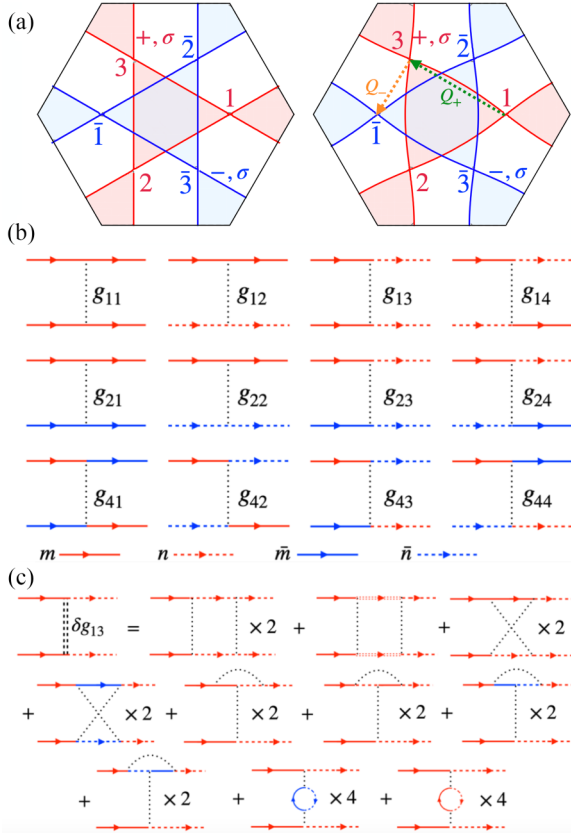 (a)
+, σ
2̄
3
1
1̄
2
3̄
−, σ
3
+, σ
2̄
Q₋
Q₊
1̄
1
2
3̄
−, σ
(b)
g₁₁ g₁₂ g₁₃ g₁₄
g₂₁ g₂₂ g₂₃ g₂₄
g₄₁ g₄₂ g₄₃ g₄₄
m n m̄ n̄
(c)
δg₁₃ = ×2 + + ×2
+ ×2 + ×2 + ×2 + ×2
+ ×2 + ×4 + ×4